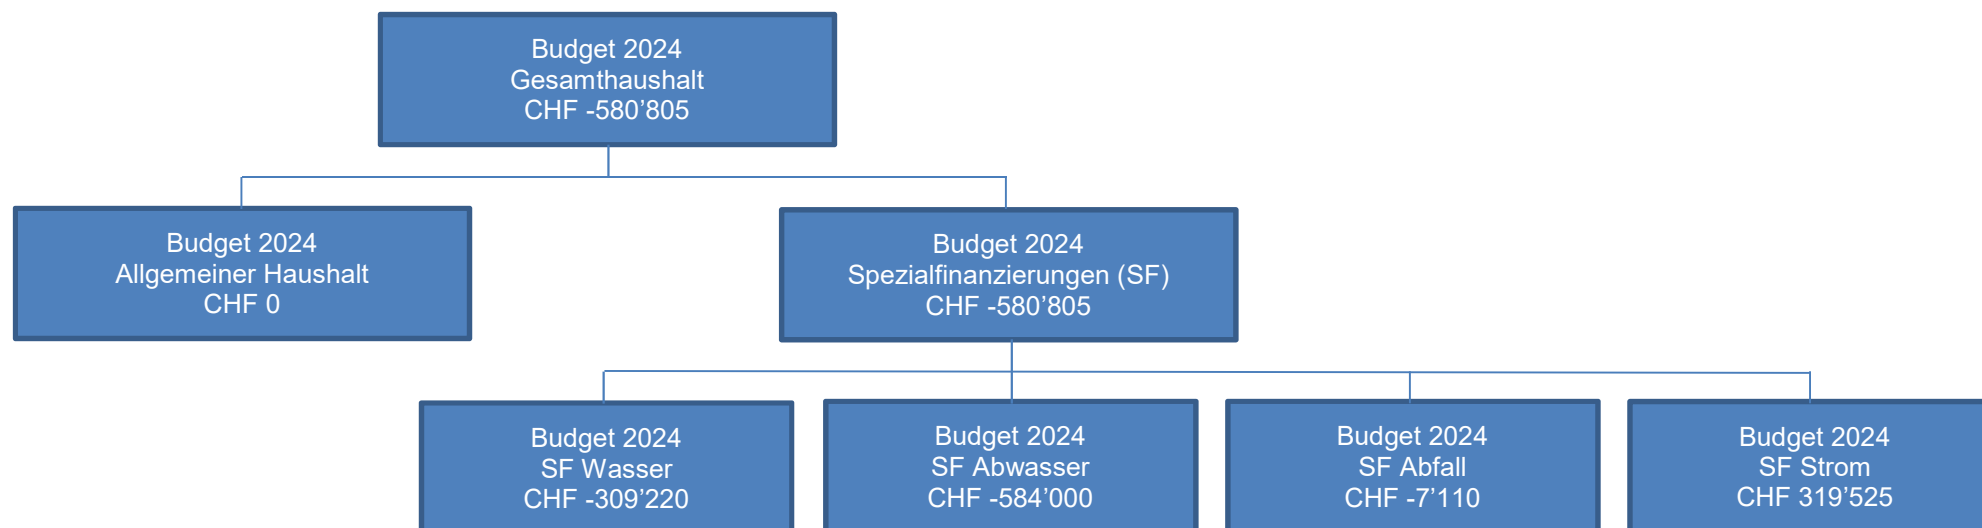 Budget 2024
Gesamthaushalt
CHF -580’805
Budget 2024
Allgemeiner Haushalt
CHF 0
Budget 2024
Spezialfinanzierungen (SF)
CHF -580’805
Budget 2024
SF Wasser
CHF -309’220
Budget 2024
SF Abwasser
CHF -584’000
Budget 2024
SF Abfall
CHF -7’110
Budget 2024
SF Strom
CHF 319’525